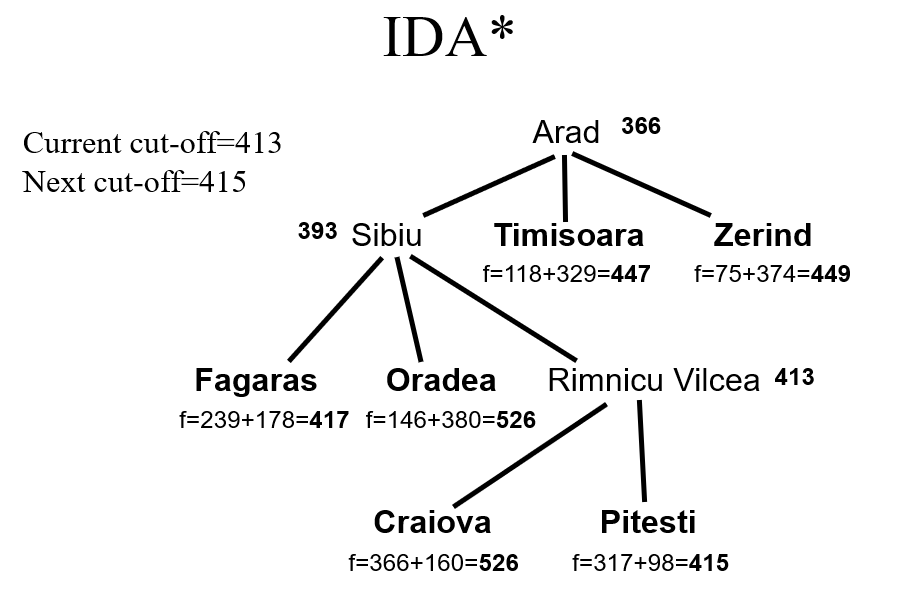 IDA*
Current cut-off=413
Next cut-off=415
Arad 366
393 Sibiu Timisoara Zerind
f=118+329=447 f=75+374=449
Fagaras Oradea Rimnicu Vilcea 413
f=239+178=417 f=146+380=526
Craiova Pitesti
f=366+160=526 f=317+98=415